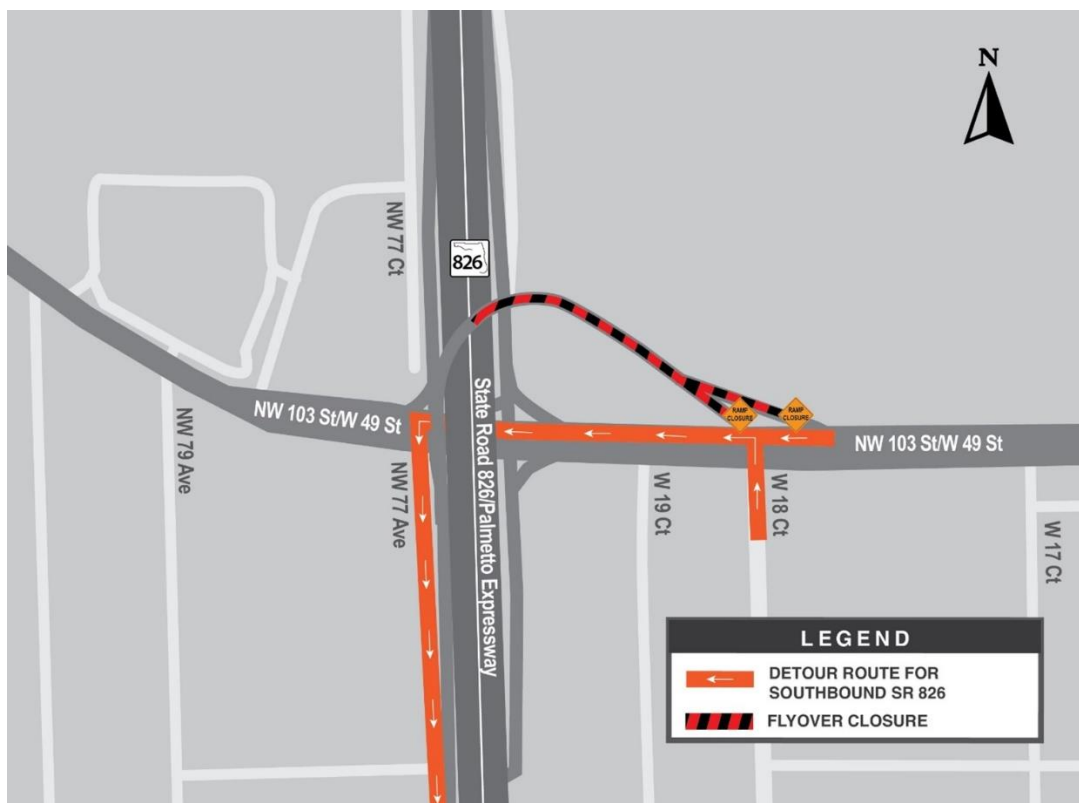 N
NW 77 Ct
826
RAMP
CLOSURE
RAMP
CLOSURE
NW 103 St/W 49 St
NW 103 St/W 49 St
NW 79 Ave
NW 77 Ave
State Road 826/Palmetto Expressway
W 19 Ct
W 18 Ct
W 17 Ct
LEGEND
DETOUR ROUTE FOR
SOUTHBOUND SR 826
FLYOVER CLOSURE